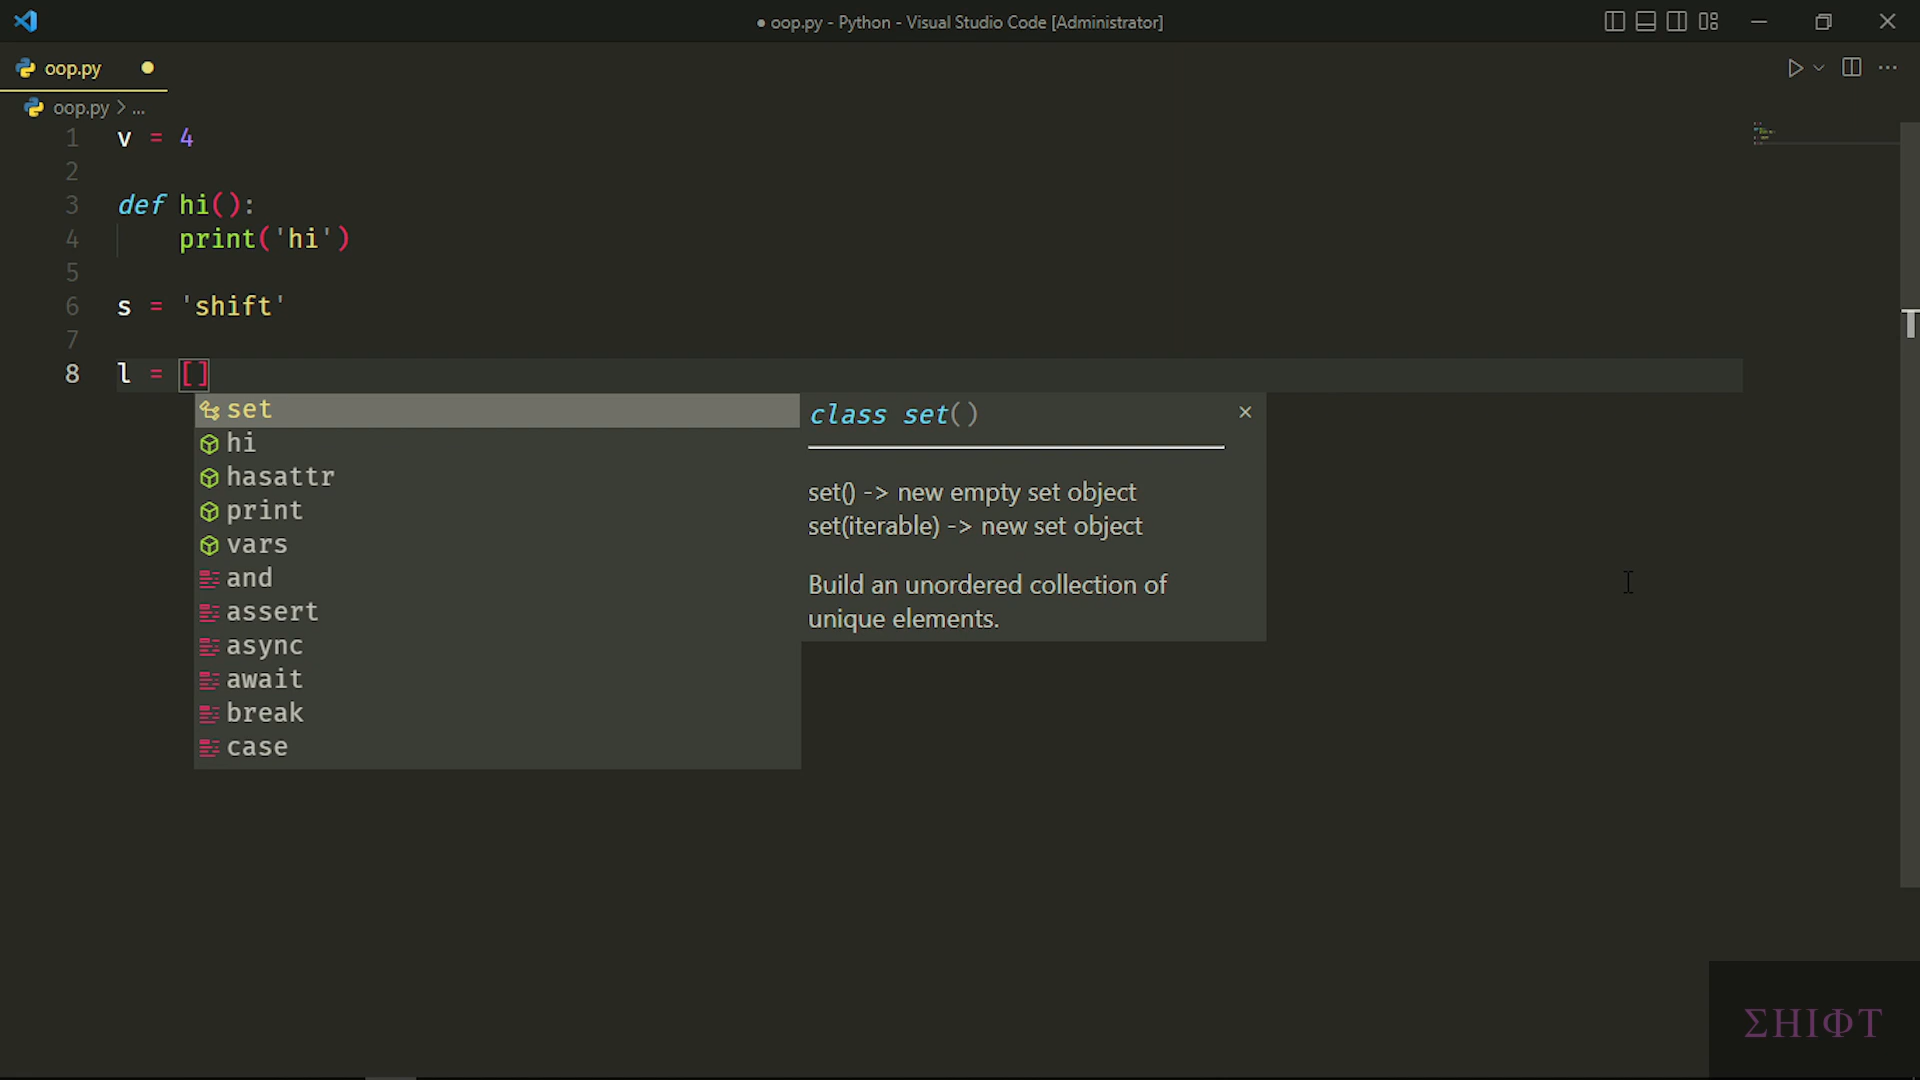 ● oop.py - Python - Visual Studio Code [Administrator]
oop.py
oop.py > ...
1 v = 4
2
3 def hi():
4     print('hi')
5
6 s = 'shift'
7
8 l = []
set
hi
hasattr
print
vars
and
assert
async
await
break
case
class set()
set() -> new empty set object
set(iterable) -> new set object
Build an unordered collection of
unique elements.
ΣHIΦT